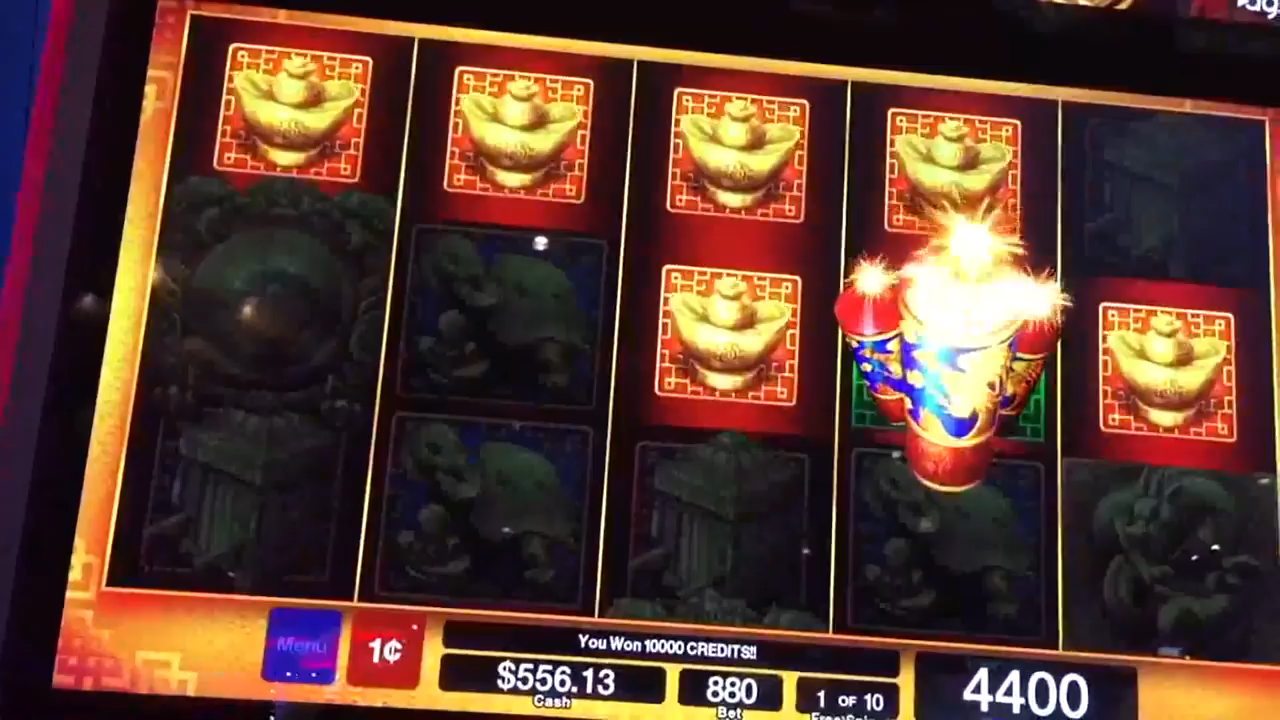 Menu
1¢
You Won 10000 CREDITS!!
$556.13
Cash
880
Bet
1 OF 10
4400